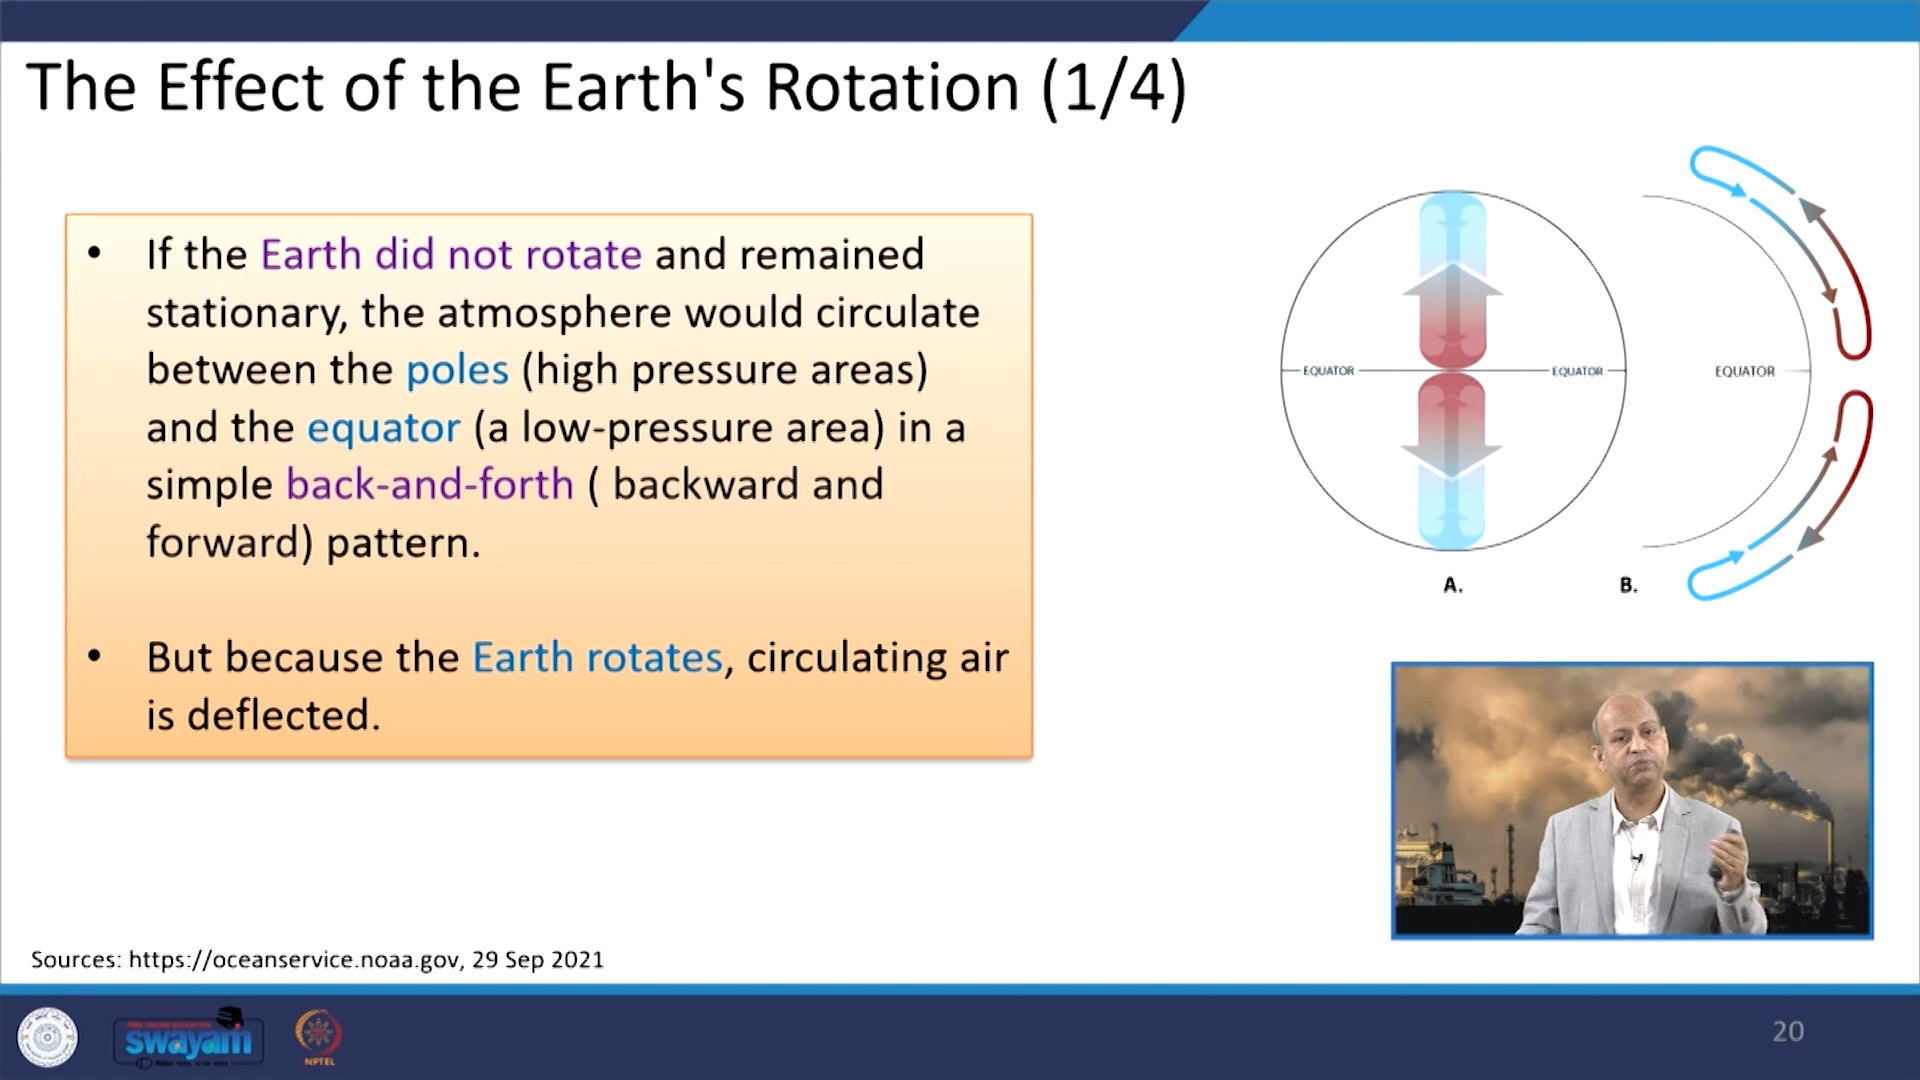 The Effect of the Earth's Rotation (1/4)
• If the Earth did not rotate and remained
stationary, the atmosphere would circulate
between the poles (high pressure areas)
and the equator (a low-pressure area) in a
simple back-and-forth ( backward and
forward) pattern.
• But because the Earth rotates, circulating air
is deflected.
EQUATOR
EQUATOR
EQUATOR
A.
B.
Sources: https://oceanservice.noaa.gov, 29 Sep 2021
FREE ONLINE EDUCATION
swayam
NPTEL
20